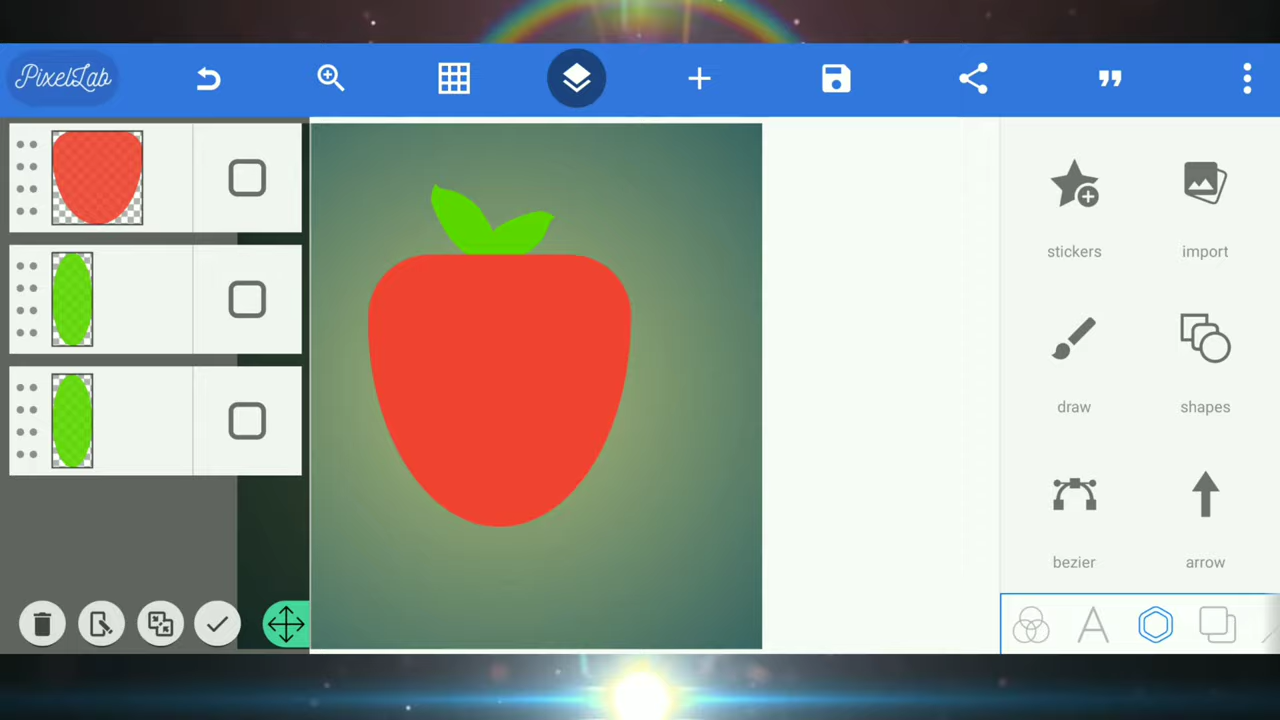 PixelLab
stickers
import
draw
shapes
bezier
arrow